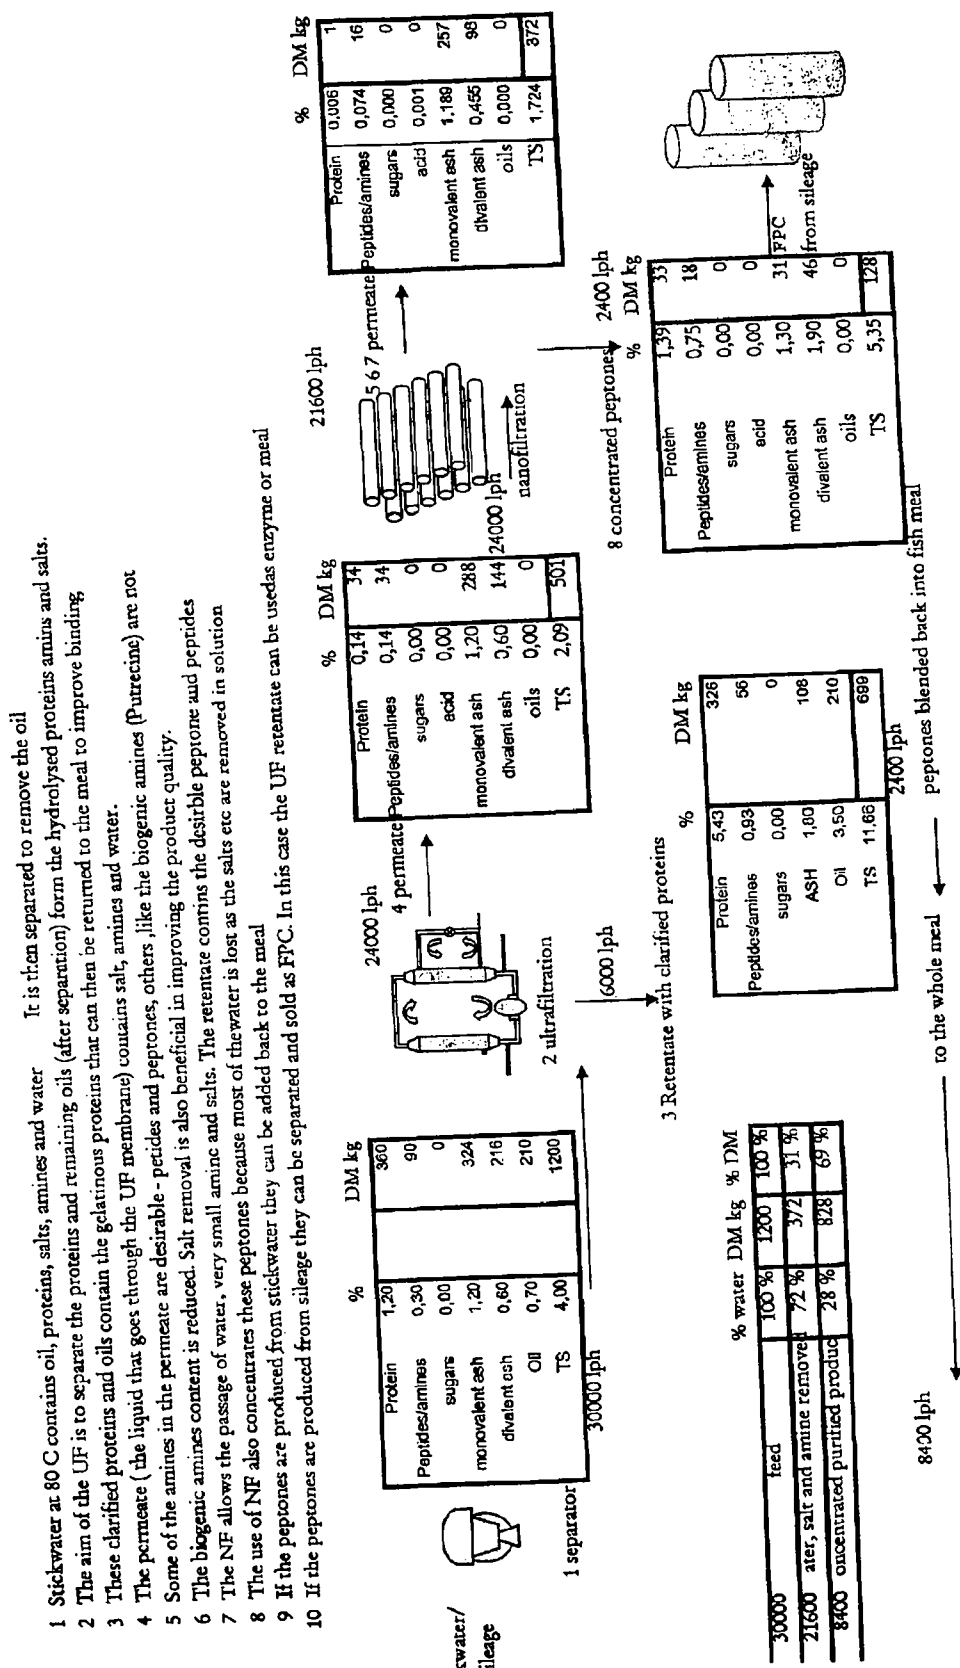 1 Stickwater at 80 C contains oil, proteins, salts, amines and water It is then separated to remove the oil
2 The aim of the UF is to separate the proteins and remaining oils (after separation) form the hydrolysed proteins amins and salts.
3 These clarified proteins and oils contain the gelatinous proteins that can then be returned to the meal to improve binding
4 The permeate ( the liquid that goes through the UF membrane) contains salt, amines and water.
5 Some of the amines in the permeate are desirable - petides and peptones, others ,like the biogenic amines (Putrecine) are not
6 The biogenic amines content is reduced. Salt removal is also beneficial in improving the product quality.
7 The NF allows the passage of water, very small aminc and salts. The retentate contins the desirble peptone and peptides
8 The use of NF also concentrates these peptones because most of thewater is lost as the salts etc are removed in solution
9 If the peptones are produced from stickwater they can be added back to the meal
10 If the peptones are produced from sileage they can be separated and sold as FPC. In this case the UF retentate can be usedas enzyme or meal
kwater/
ileage
1 separator
% DM kg
Protein 1,20 360
Peptides/amines 0,30 90
sugars 0,00 0
monovalent ash 1,20 324
divalent ash 0,60 216
Oil 0,70 210
TS 4,00 1200
30000 lph
2 ultrafiltration
24000 lph
4 permeate
6000 lph
3 Retentate with clarified proteins
% DM kg
Protein 0,14 34
Peptides/amines 0,14 34
sugars 0,00 0
acid 0,00 0
monovalent ash 1,20 288
divalent ash 0,60 144
oils 0,00 0
TS 2,09 501
24000 lph
nanofiltration
21600 lph
5 6 7 permeate
% DM kg
Protein 0,006 1
Peptides/amines 0,074 16
sugars 0,000 0
acid 0,001 0
monovalent ash 1,189 257
divalent ash 0,455 98
oils 0,000 0
TS 1,724 372
8 concentrated peptones
2400 lph
% DM kg
Protein 1,39 33
Peptides/amines 0,75 18
sugars 0,00 0
acid 0,00 0
monovalent ash 1,30 31
divalent ash 1,90 46
oils 0,00 0
TS 5,35 128
FPC
from sileage
% DM kg
Protein 5,43 326
Peptides/amines 0,93 56
sugars 0,00 0
ASH 1,80 108
Oil 3,50 210
TS 11,66 699
2400 lph
peptones blended back into fish meal
to the whole meal
% water DM kg % DM
30000 feed 100 % 1200 100 %
21600 ater, salt and amine removed 72 % 372 31 %
8400 oncentrated purified produc 28 % 828 69 %
8400 lph